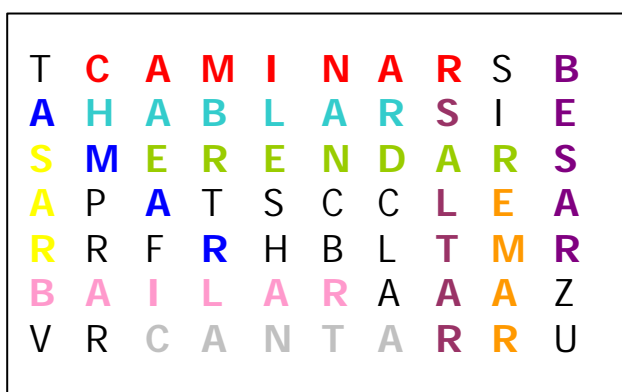 T C A M I N A R S B
A H A B L A R S I E
S M E R E N D A R S
A P A T S C C L E A
R R F R H B L T M R
B A I L A R A A A Z
V R C A N T A R R U